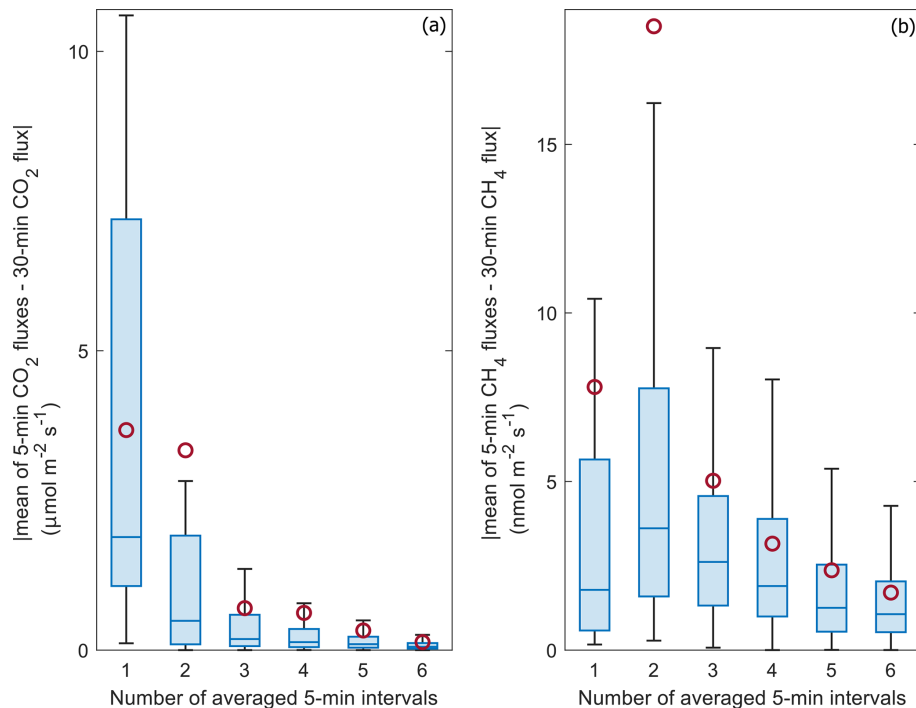 (a)
10
5
0
1 2 3 4 5 6
Number of averaged 5-min intervals
|mean of 5-min CO2 fluxes - 30-min CO2 flux|
(µmol m-2 s-1)
(b)
15
10
5
0
1 2 3 4 5 6
Number of averaged 5-min intervals
|mean of 5-min CH4 fluxes - 30-min CH4 flux|
(nmol m-2 s-1)